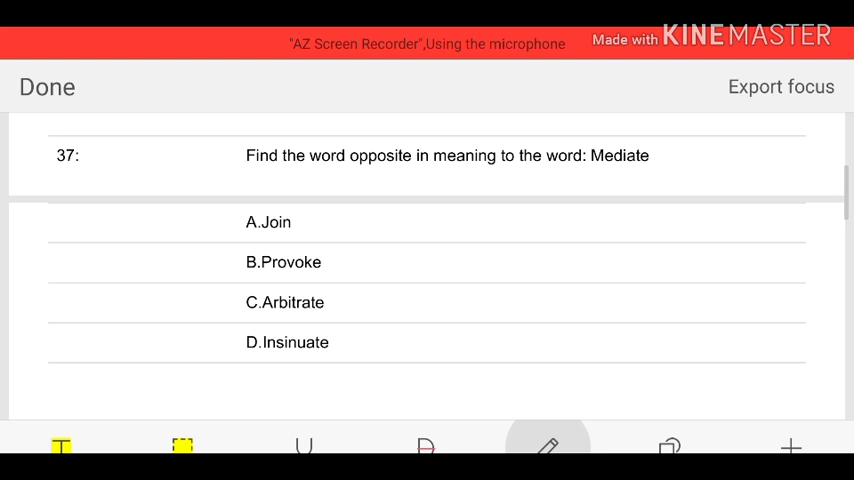 "AZ Screen Recorder",Using the microphone
Made with KINEMASTER
Done
Export focus
37:
Find the word opposite in meaning to the word: Mediate
A.Join
B.Provoke
C.Arbitrate
D.Insinuate